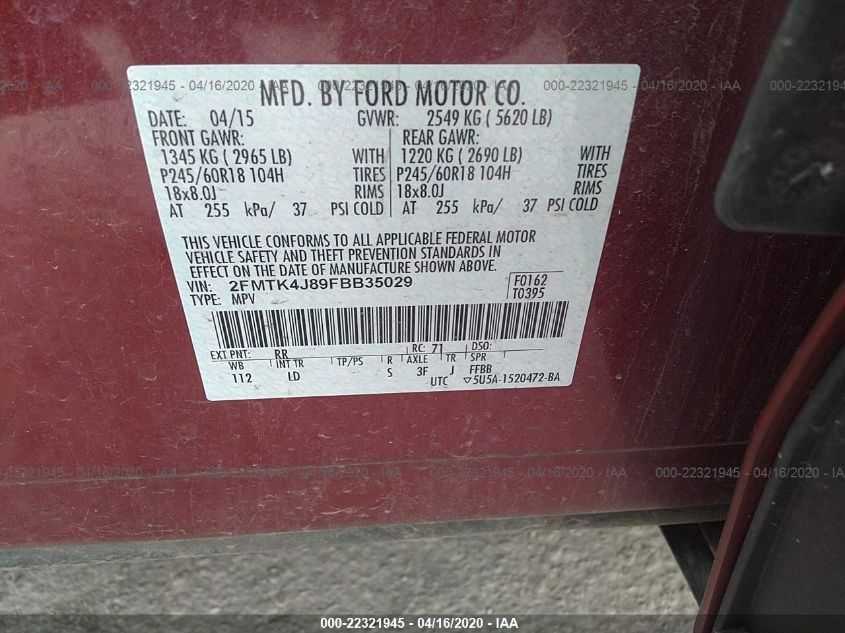 000-22321945 - 04/16/2020 - IAA
MFD. BY FORD MOTOR CO.
DATE: 04/15 GVWR: 2549 KG ( 5620 LB)
FRONT GAWR: REAR GAWR:
1345 KG ( 2965 LB) WITH 1220 KG ( 2690 LB) WITH
P245/60R18 104H TIRES P245/60R18 104H TIRES
18x8.0J RIMS 18x8.0J RIMS
AT 255 kPa/ 37 PSI COLD AT 255 kPa/ 37 PSI COLD
THIS VEHICLE CONFORMS TO ALL APPLICABLE FEDERAL MOTOR
VEHICLE SAFETY AND THEFT PREVENTION STANDARDS IN
EFFECT ON THE DATE OF MANUFACTURE SHOWN ABOVE.
VIN: 2FMTK4J89FBB35029 F0162
TYPE: MPV T0395
EXT PNT: RR RC: 71 DSO:
WB INT TR TP/PS R AXLE TR SPR
112 LD S 3F J FFBB
UTC ▽5U5A-1520472-BA
000-22321945 - 04/16/2020 - IAA
000-22321945 - 04/16/2020 - IAA